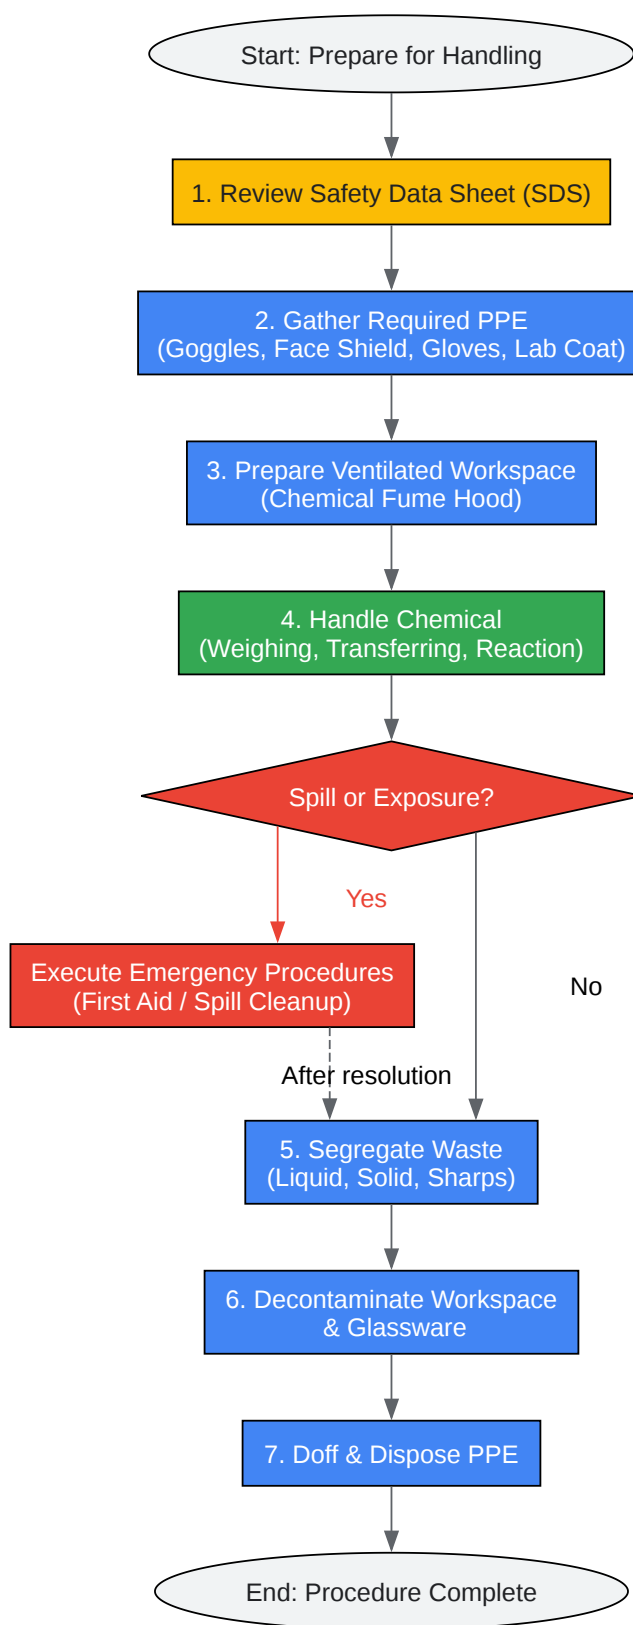 Start: Prepare for Handling
1. Review Safety Data Sheet (SDS)
2. Gather Required PPE
(Goggles, Face Shield, Gloves, Lab Coat)
3. Prepare Ventilated Workspace
(Chemical Fume Hood)
4. Handle Chemical
(Weighing, Transferring, Reaction)
Spill or Exposure?
Yes
Execute Emergency Procedures
(First Aid / Spill Cleanup)
No
After resolution
5. Segregate Waste
(Liquid, Solid, Sharps)
6. Decontaminate Workspace
& Glassware
7. Doff & Dispose PPE
End: Procedure Complete